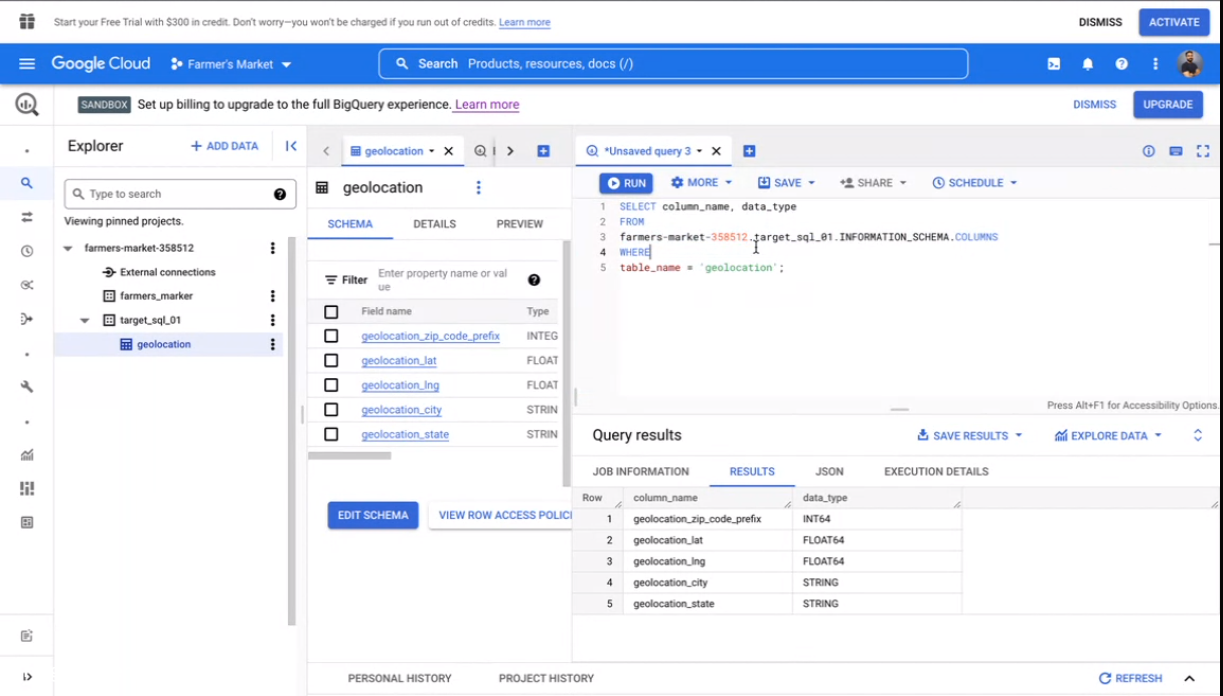 Start your Free Trial with $300 in credit. Don't worry—you won't be charged if you run out of credits. Learn more
DISMISS
ACTIVATE
Google Cloud
Farmer's Market
Search Products, resources, docs (/)
SANDBOX Set up billing to upgrade to the full BigQuery experience. Learn more
DISMISS
UPGRADE
Explorer
+ ADD DATA
Type to search
Viewing pinned projects.
farmers-market-358512
External connections
farmers_marker
target_sql_01
geolocation
geolocation
geolocation
SCHEMA DETAILS PREVIEW
Filter Enter property name or val
ue
Field name Type
geolocation_zip_code_prefix INTEG
geolocation_lat FLOAT
geolocation_lng FLOAT
geolocation_city STRIN
geolocation_state STRIN
EDIT SCHEMA
VIEW ROW ACCESS POLICI
*Unsaved query 3
RUN MORE SAVE SHARE SCHEDULE
1 SELECT column_name, data_type
2 FROM
3 farmers-market-358512.target_sql_01.INFORMATION_SCHEMA.COLUMNS
4 WHERE
5 table_name = 'geolocation';
Press Alt+F1 for Accessibility Options.
Query results
SAVE RESULTS EXPLORE DATA
JOB INFORMATION RESULTS JSON EXECUTION DETAILS
Row column_name data_type
1 geolocation_zip_code_prefix INT64
2 geolocation_lat FLOAT64
3 geolocation_lng FLOAT64
4 geolocation_city STRING
5 geolocation_state STRING
PERSONAL HISTORY PROJECT HISTORY
REFRESH